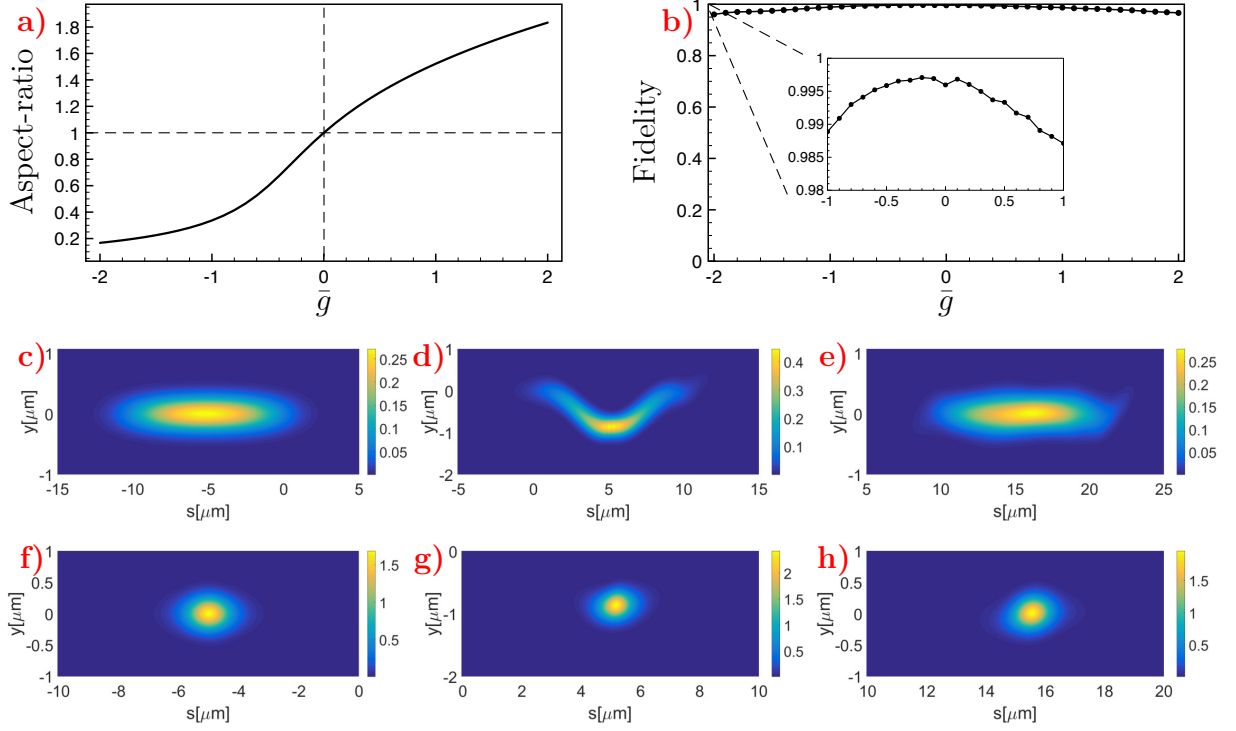 a)
Aspect-ratio
1.8
1.6
1.4
1.2
1
0.8
0.6
0.4
0.2
-2 -1 0 1 2
g̅
b)
Fidelity
1
0.8
0.6
0.4
0.2
0
-2 -1 0 1 2
g̅
1
0.995
0.99
0.985
0.98
-1 -0.5 0 0.5 1
c)
y[μm]
1
0
-1
-15 -10 -5 0 5
s[μm]
0.25
0.2
0.15
0.1
0.05
d)
y[μm]
1
0
-1
-2
-5 0 5 10 15
s[μm]
0.4
0.3
0.2
0.1
e)
y[μm]
1
0
-1
5 10 15 20 25
s[μm]
0.25
0.2
0.15
0.1
0.05
f)
y[μm]
1
0.5
0
-0.5
-1
-10 -8 -6 -4 -2 0
s[μm]
1.5
1
0.5
g)
y[μm]
0
-1
-2
0 2 4 6 8 10
s[μm]
2
1.5
1
0.5
h)
y[μm]
1
0.5
0
-0.5
-1
10 12 14 16 18 20
s[μm]
1.5
1
0.5